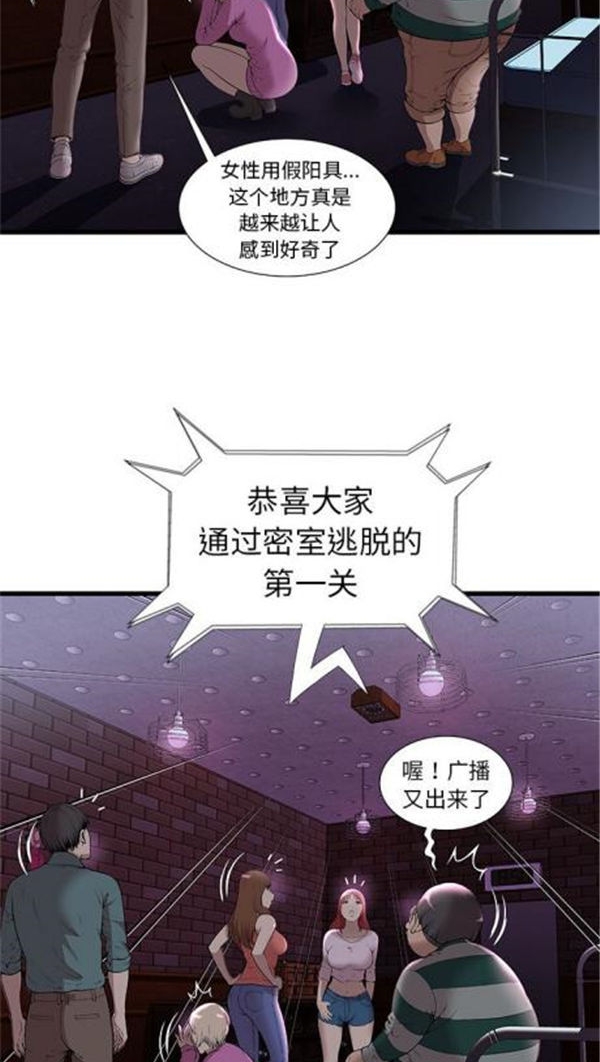 女性用假阳具...
这个地方真是
越来越让人
感到好奇了
恭喜大家
通过密室逃脱的
第一关
喔！广播
又出来了